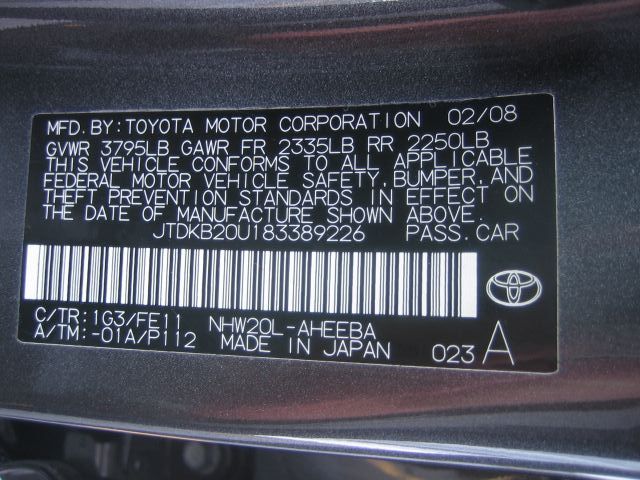 MFD.BY:TOYOTA MOTOR CORPORATION 02/08
GVWR 3795LB GAWR FR 2335LB RR 2250LB
THIS VEHICLE CONFORMS TO ALL APPLICABLE
FEDERAL MOTOR VEHICLE SAFETY,BUMPER,AND
THEFT PREVENTION STANDARDS IN EFFECT ON
THE DATE OF MANUFACTURE SHOWN ABOVE.
JTDKB20U183389226 PASS.CAR
C/TR:1G3/FE11 NHW20L-AHEEBA
A/TM:-01A/P112 MADE IN JAPAN 023 A